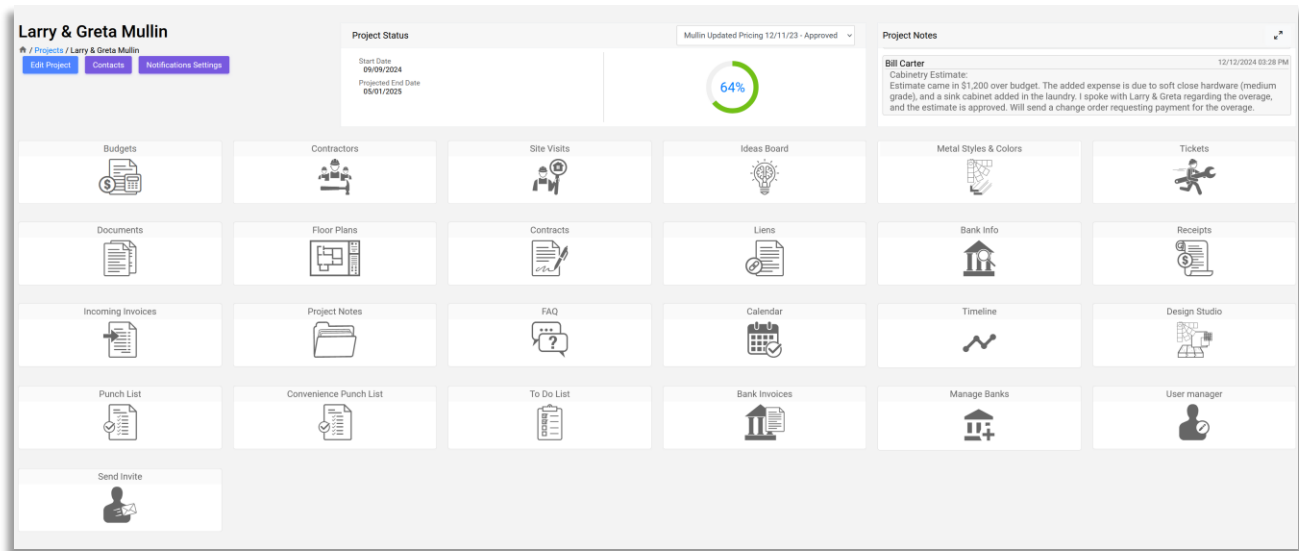 Larry & Greta Mullin
/ Projects / Larry & Greta Mullin
Edit Project
Contacts
Notifications Settings
Project Status
Mullin Updated Pricing 12/11/23 - Approved
Start Date
09/09/2024
Projected End Date
05/01/2025
64%
Project Notes
Bill Carter
12/12/2024 03:28 PM
Cabinetry Estimate:
Estimate came in $1,200 over budget. The added expense is due to soft close hardware (medium
grade), and a sink cabinet added in the laundry. I spoke with Larry & Greta regarding the overage,
and the estimate is approved. Will send a change order requesting payment for the overage.
Budgets
Contractors
Site Visits
Ideas Board
Metal Styles & Colors
Tickets
Documents
Floor Plans
Contracts
Liens
Bank Info
Receipts
Incoming Invoices
Project Notes
FAQ
Calendar
Timeline
Design Studio
Punch List
Convenience Punch List
To Do List
Bank Invoices
Manage Banks
User manager
Send Invite